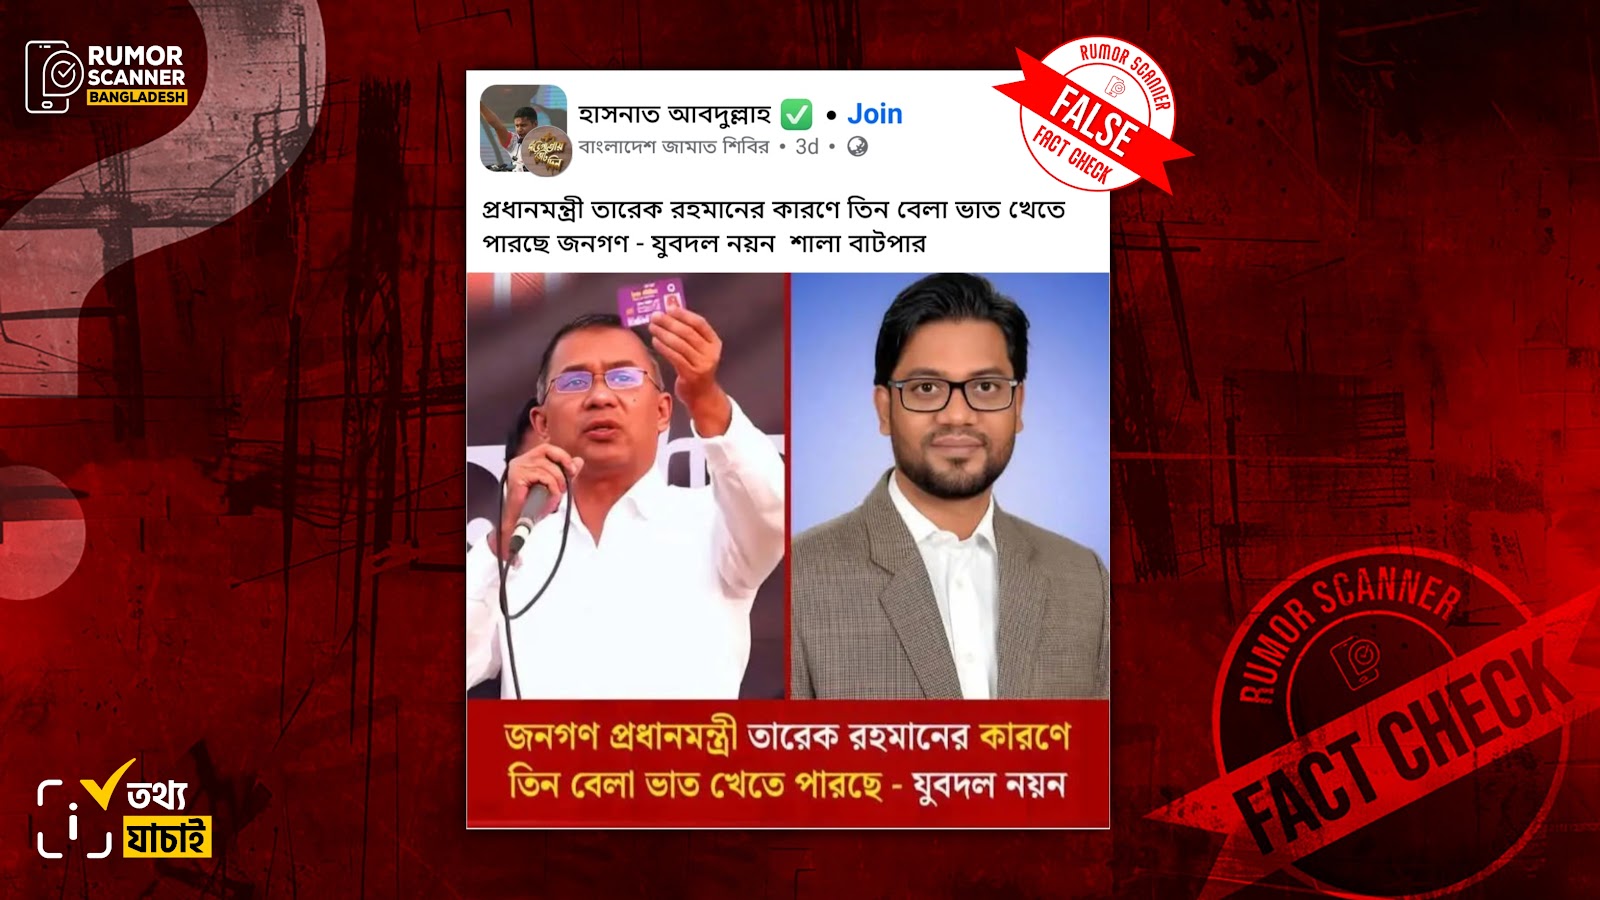 RUMOR
SCANNER
BANGLADESH
হাসনাত আবদুল্লাহ ✅ • Join
বাংলাদেশ জামাত শিবির • 3d •
প্রধানমন্ত্রী তারেক রহমানের কারণে তিন বেলা ভাত খেতে
পারছে জনগণ - যুবদল নয়ন শালা বাটপার
RUMOR SCANNER
FALSE
FACT CHECK
জনগণ প্রধানমন্ত্রী তারেক রহমানের কারণে
তিন বেলা ভাত খেতে পারছে - যুবদল নয়ন
তথ্য
যাচাই
RUMOR SCANNER
FACT CHECK